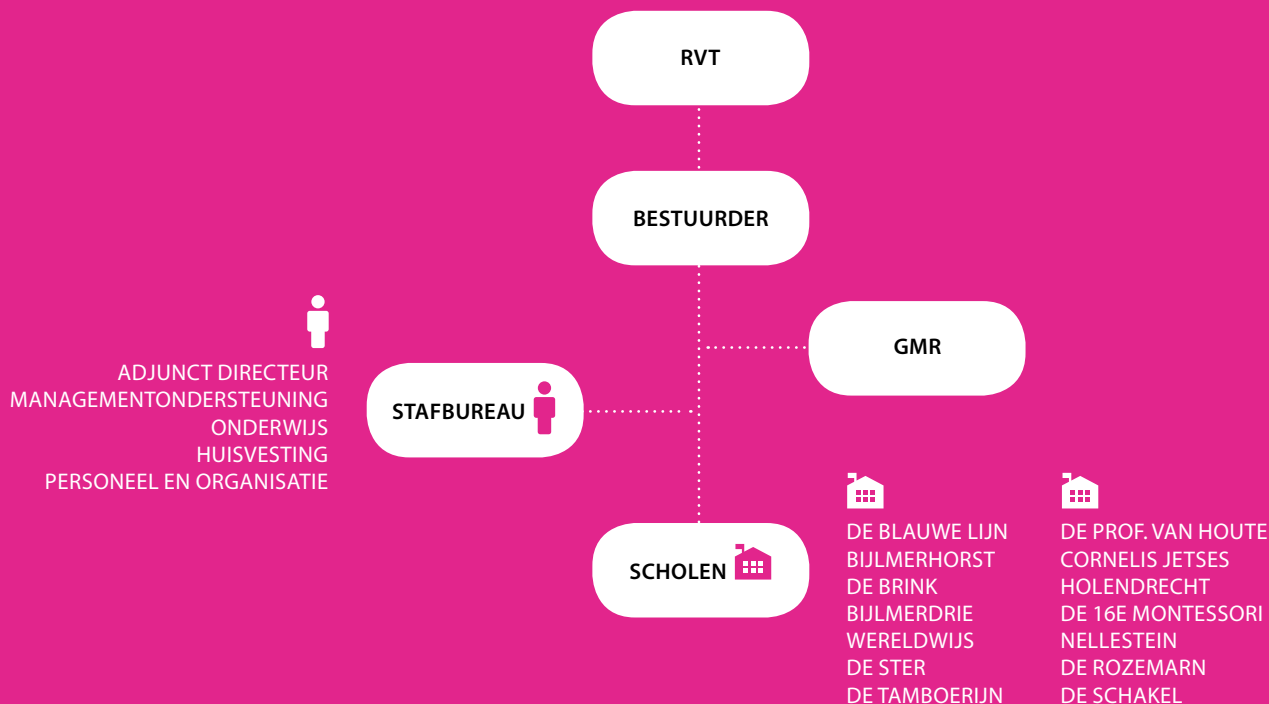 RVT
BESTUURDER
GMR
ADJUNCT DIRECTEUR
MANAGEMENTONDERSTEUNING
ONDERWIJS
HUISVESTING
PERSONEEL EN ORGANISATIE
STAFBUREAU
SCHOLEN
DE BLAUWE LIJN
BIJLMERHORST
DE BRINK
BIJLMERDRIE
WERELDWIJS
DE STER
DE TAMBOERIJN
DE PROF. VAN HOUTE
CORNELIS JETSES
HOLENDRECHT
DE 16E MONTESSORI
NELLESTEIN
DE ROZEMARN
DE SCHAKEL